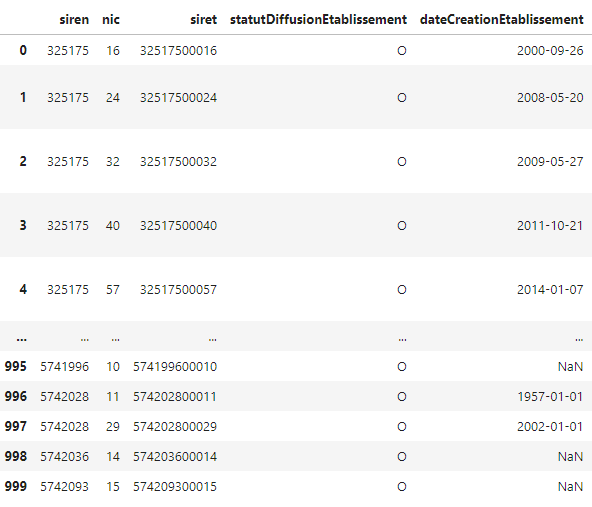 siren nic siret statutDiffusionEtablissement dateCreationEtablissement
0 325175 16 32517500016 O 2000-09-26
1 325175 24 32517500024 O 2008-05-20
2 325175 32 32517500032 O 2009-05-27
3 325175 40 32517500040 O 2011-10-21
4 325175 57 32517500057 O 2014-01-07
... ... ... ... ... ...
995 5741996 10 574199600010 O NaN
996 5742028 11 574202800011 O 1957-01-01
997 5742028 29 574202800029 O 2002-01-01
998 5742036 14 574203600014 O NaN
999 5742093 15 574209300015 O NaN